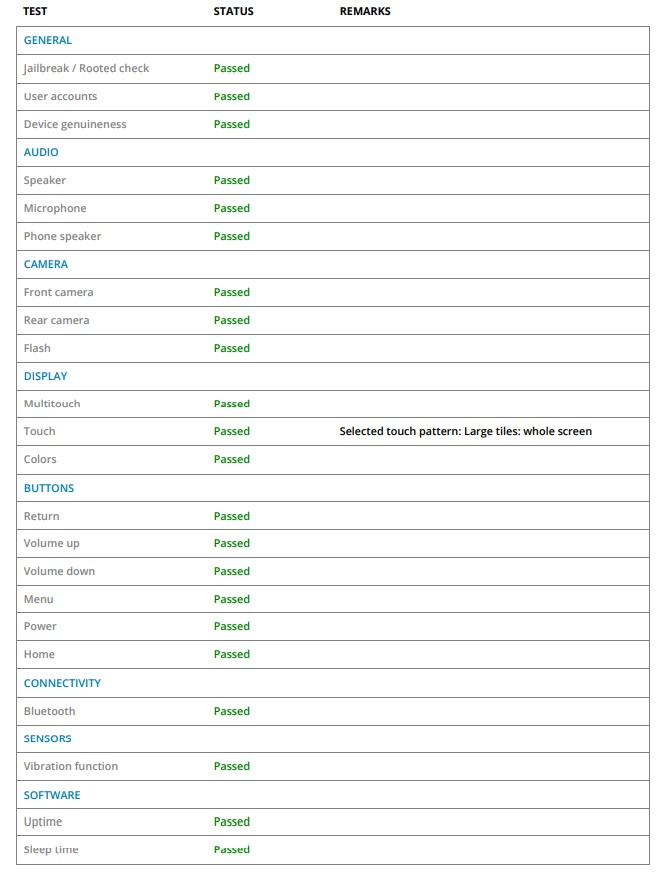 TEST STATUS REMARKS
GENERAL
Jailbreak / Rooted check Passed
User accounts Passed
Device genuineness Passed
AUDIO
Speaker Passed
Microphone Passed
Phone speaker Passed
CAMERA
Front camera Passed
Rear camera Passed
Flash Passed
DISPLAY
Multitouch Passed
Touch Passed Selected touch pattern: Large tiles: whole screen
Colors Passed
BUTTONS
Return Passed
Volume up Passed
Volume down Passed
Menu Passed
Power Passed
Home Passed
CONNECTIVITY
Bluetooth Passed
SENSORS
Vibration function Passed
SOFTWARE
Uptime Passed
Sleep time Passed